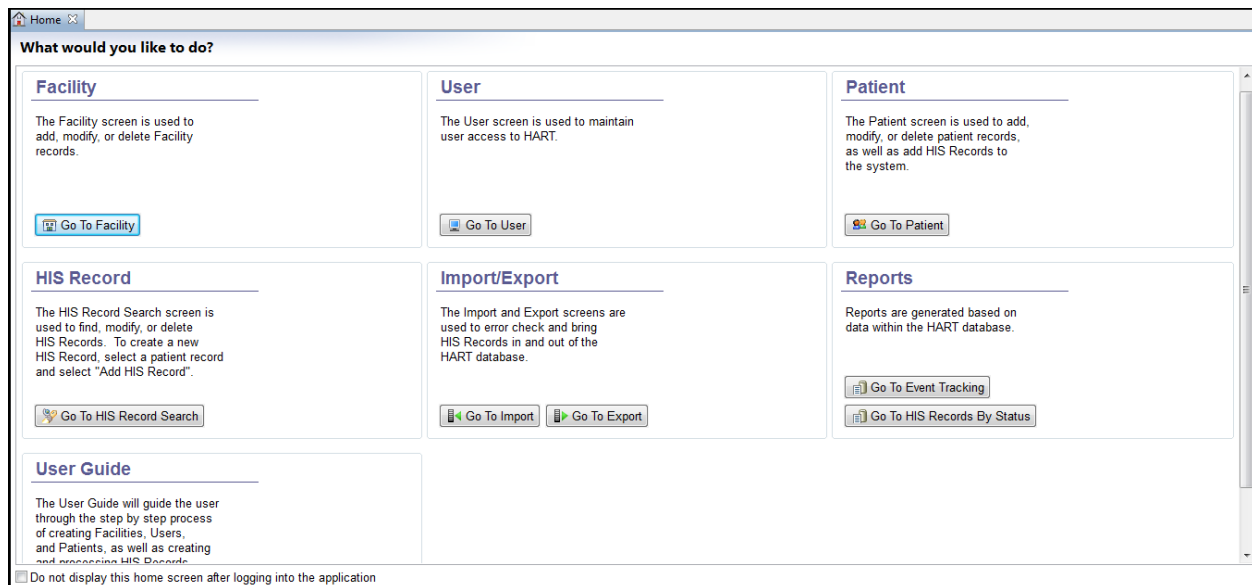 Home
What would you like to do?
Facility
The Facility screen is used to
add, modify, or delete Facility
records.
Go To Facility
User
The User screen is used to maintain
user access to HART.
Go To User
Patient
The Patient screen is used to add,
modify, or delete patient records,
as well as add HIS Records to
the system.
Go To Patient
HIS Record
The HIS Record Search screen is
used to find, modify, or delete
HIS Records. To create a new
HIS Record, select a patient record
and select "Add HIS Record".
Go To HIS Record Search
Import/Export
The Import and Export screens are
used to error check and bring
HIS Records in and out of the
HART database.
Go To Import
Go To Export
Reports
Reports are generated based on
data within the HART database.
Go To Event Tracking
Go To HIS Records By Status
User Guide
The User Guide will guide the user
through the step by step process
of creating Facilities, Users,
and Patients, as well as creating
and processing HIS Records
Do not display this home screen after logging into the application